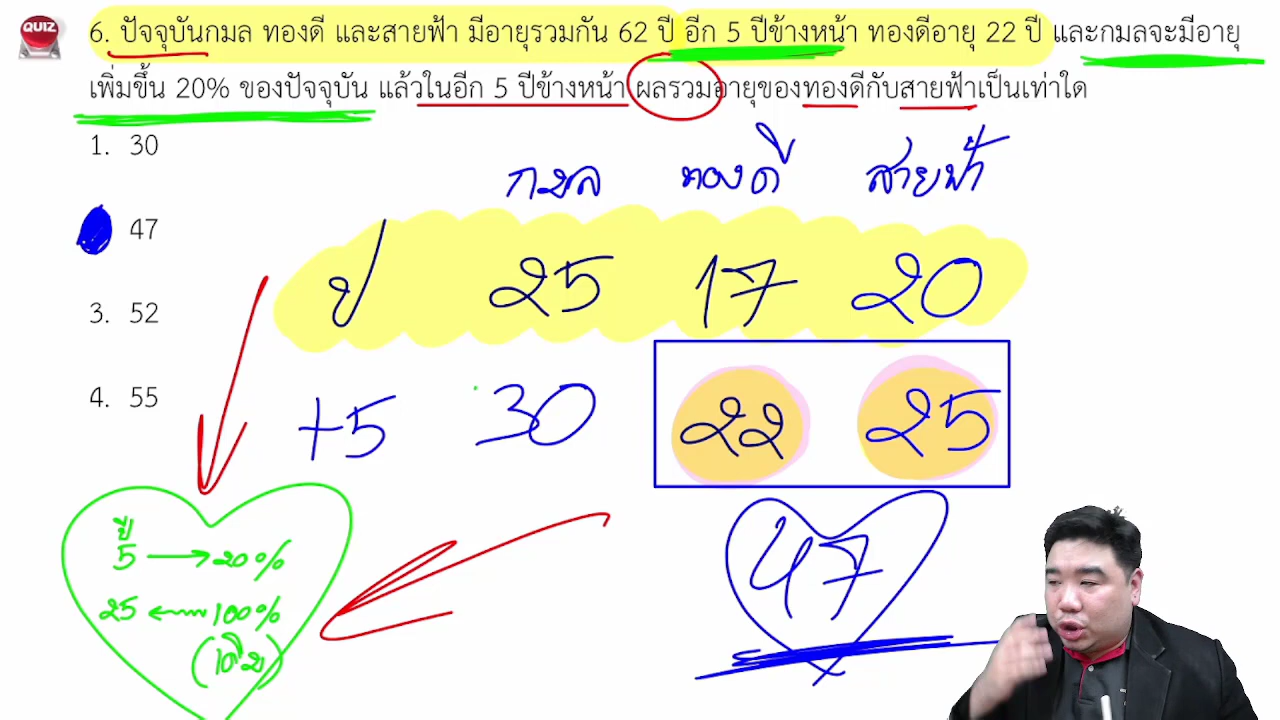 QUIZ
6. ปัจจุบันกมล ทองดี และสายฟ้า มีอายุรวมกัน 62 ปี อีก 5 ปีข้างหน้า ทองดีอายุ 22 ปี และกมลจะมีอายุ
เพิ่มขึ้น 20% ของปัจจุบัน แล้วในอีก 5 ปีข้างหน้า ผลรวมอายุของทองดีกับสายฟ้าเป็นเท่าใด
1. 30
47
3. 52
4. 55
กมล ทองดี สายฟ้า
ป 25 17 20
+5 30 22 25
47
ปี
5 → 20%
25 ← 100%
(เดิม)